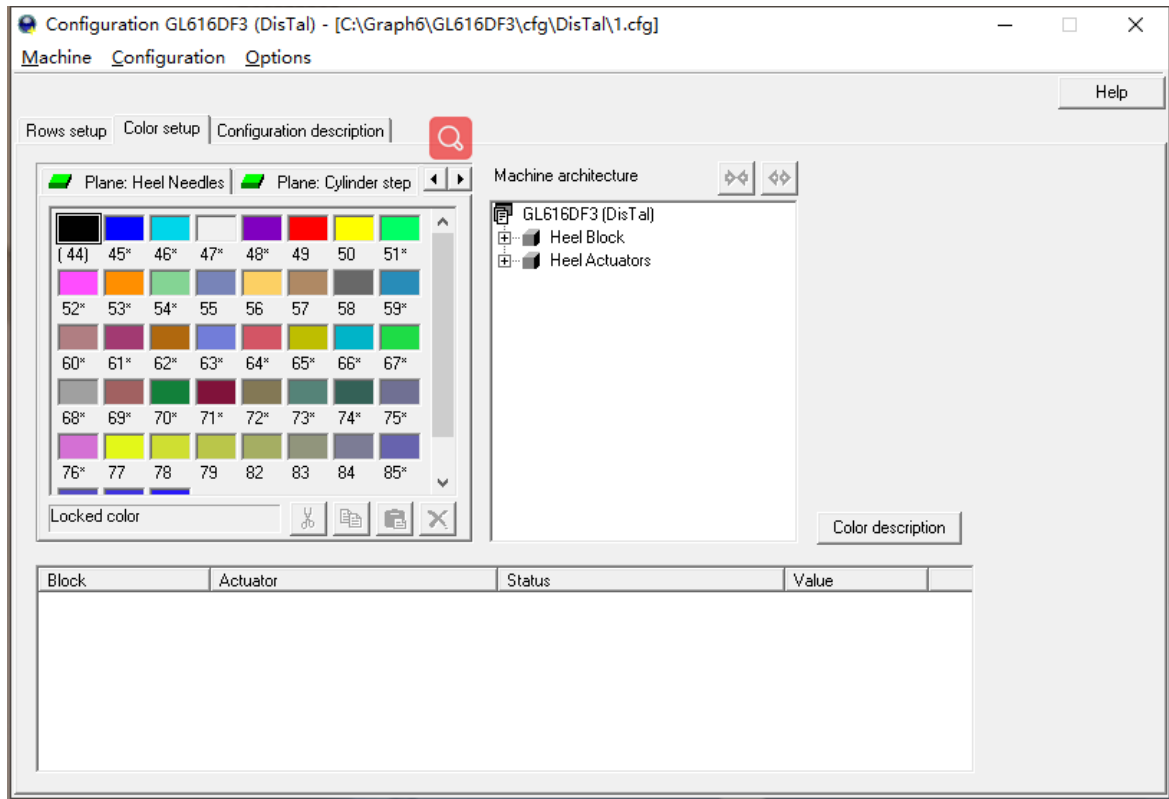 Configuration GL616DF3 (DisTal) - [C:\Graph6\GL616DF3\cfg\DisTal\1.cfg]
Machine Configuration Options
Help
Rows setup Color setup Configuration description
Plane: Heel Needles Plane: Cylinder step
(44) 45* 46* 47* 48* 49 50 51*
52* 53* 54* 55 56 57 58 59*
60* 61* 62* 63* 64* 65* 66* 67*
68* 69* 70* 71* 72* 73* 74* 75*
76* 77 78 79 82 83 84 85*
Locked color
Machine architecture
GL616DF3 (DisTal)
Heel Block
Heel Actuators
Color description
Block Actuator Status Value